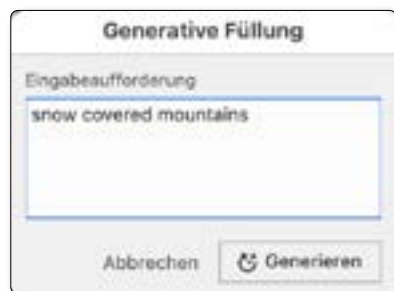 Generative Füllung
Eingabeaufforderung
snow covered mountains
Abbrechen Generieren